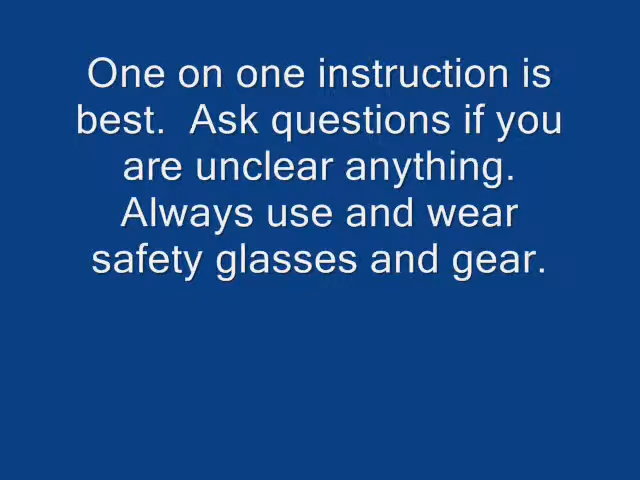 One on one instruction is
best.  Ask questions if you
are unclear anything.
Always use and wear
safety glasses and gear.